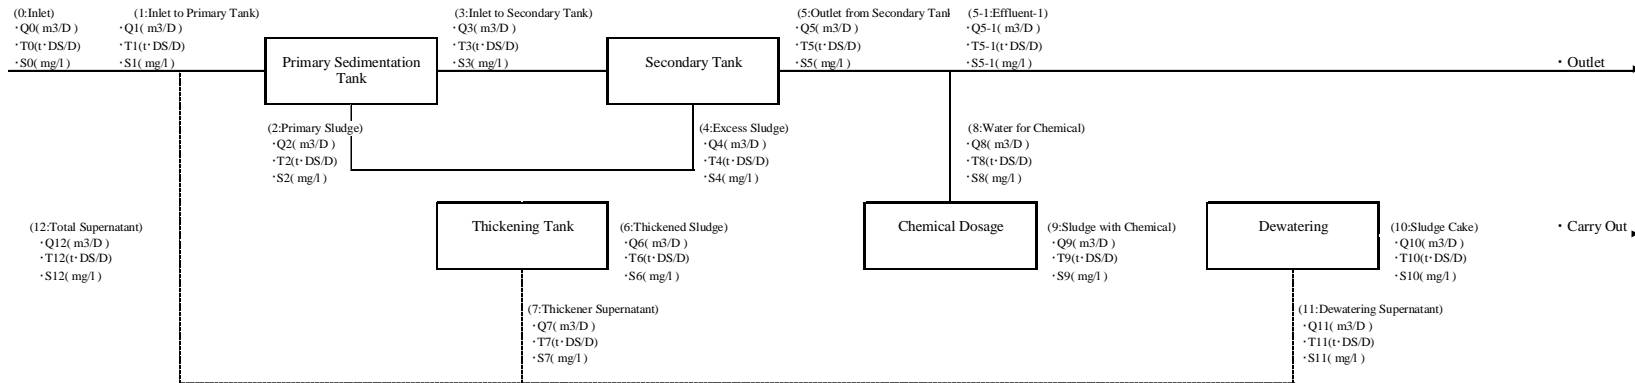 (0:Inlet)
・Q0( m3/D )
・T0(t・DS/D)
・S0( mg/l )
(1:Inlet to Primary Tank)
・Q1( m3/D )
・T1(t・DS/D)
・S1( mg/l )
Primary Sedimentation
Tank
(3:Inlet to Secondary Tank)
・Q3( m3/D )
・T3(t・DS/D)
・S3( mg/l )
Secondary Tank
(5:Outlet from Secondary Tank
・Q5( m3/D )
・T5(t・DS/D)
・S5( mg/l )
(5-1:Effluent-1)
・Q5-1( m3/D )
・T5-1(t・DS/D)
・S5-1( mg/l )
・Outlet
(2:Primary Sludge)
・Q2( m3/D )
・T2(t・DS/D)
・S2( mg/l )
(4:Excess Sludge)
・Q4( m3/D )
・T4(t・DS/D)
・S4( mg/l )
(8:Water for Chemical)
・Q8( m3/D )
・T8(t・DS/D)
・S8( mg/l )
(12:Total Supernatant)
・Q12( m3/D )
・T12(t・DS/D)
・S12( mg/l )
Thickening Tank
(6:Thickened Sludge)
・Q6( m3/D )
・T6(t・DS/D)
・S6( mg/l )
Chemical Dosage
(9:Sludge with Chemical)
・Q9( m3/D )
・T9(t・DS/D)
・S9( mg/l )
Dewatering
(10:Sludge Cake)
・Q10( m3/D )
・T10(t・DS/D)
・S10( mg/l )
・Carry Out
(7:Thickener Supernatant)
・Q7( m3/D )
・T7(t・DS/D)
・S7( mg/l )
(11:Dewatering Supernatant)
・Q11( m3/D )
・T11(t・DS/D)
・S11( mg/l )